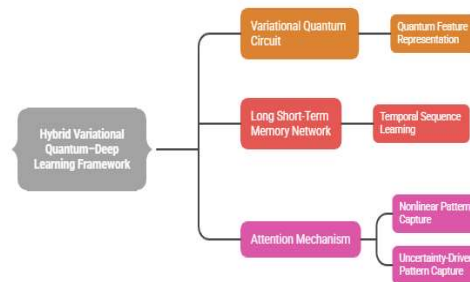 Variational Quantum
Circuit
Quantum Feature
Representation
Hybrid Variational
Quantum–Deep
Learning Framework
Long Short-Term
Memory Network
Temporal Sequence
Learning
Attention Mechanism
Nonlinear Pattern
Capture
Uncertainty-Driven
Pattern Capture